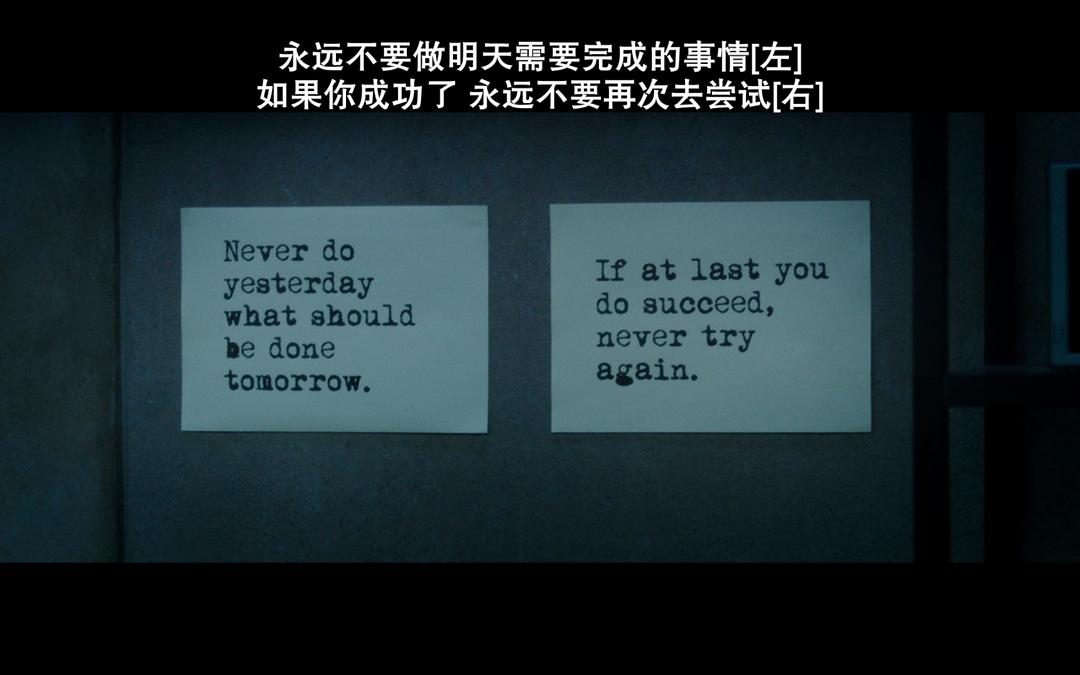 永远不要做明天需要完成的事情[左]
如果你成功了 永远不要再次去尝试[右]
Never do
yesterday
what should
be done
tomorrow.
If at last you
do succeed,
never try
again.